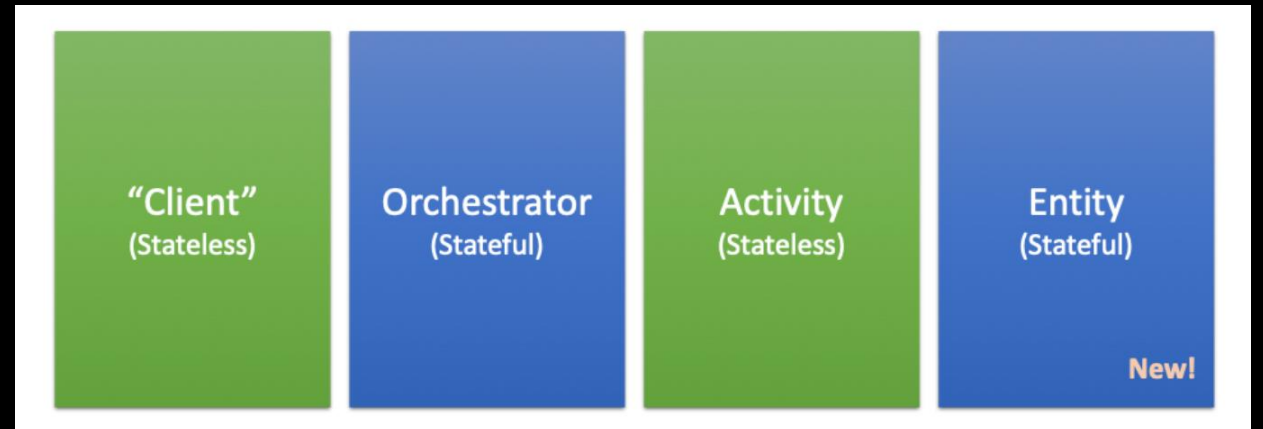 “Client”
(Stateless)
Orchestrator
(Stateful)
Activity
(Stateless)
Entity
(Stateful)
New!